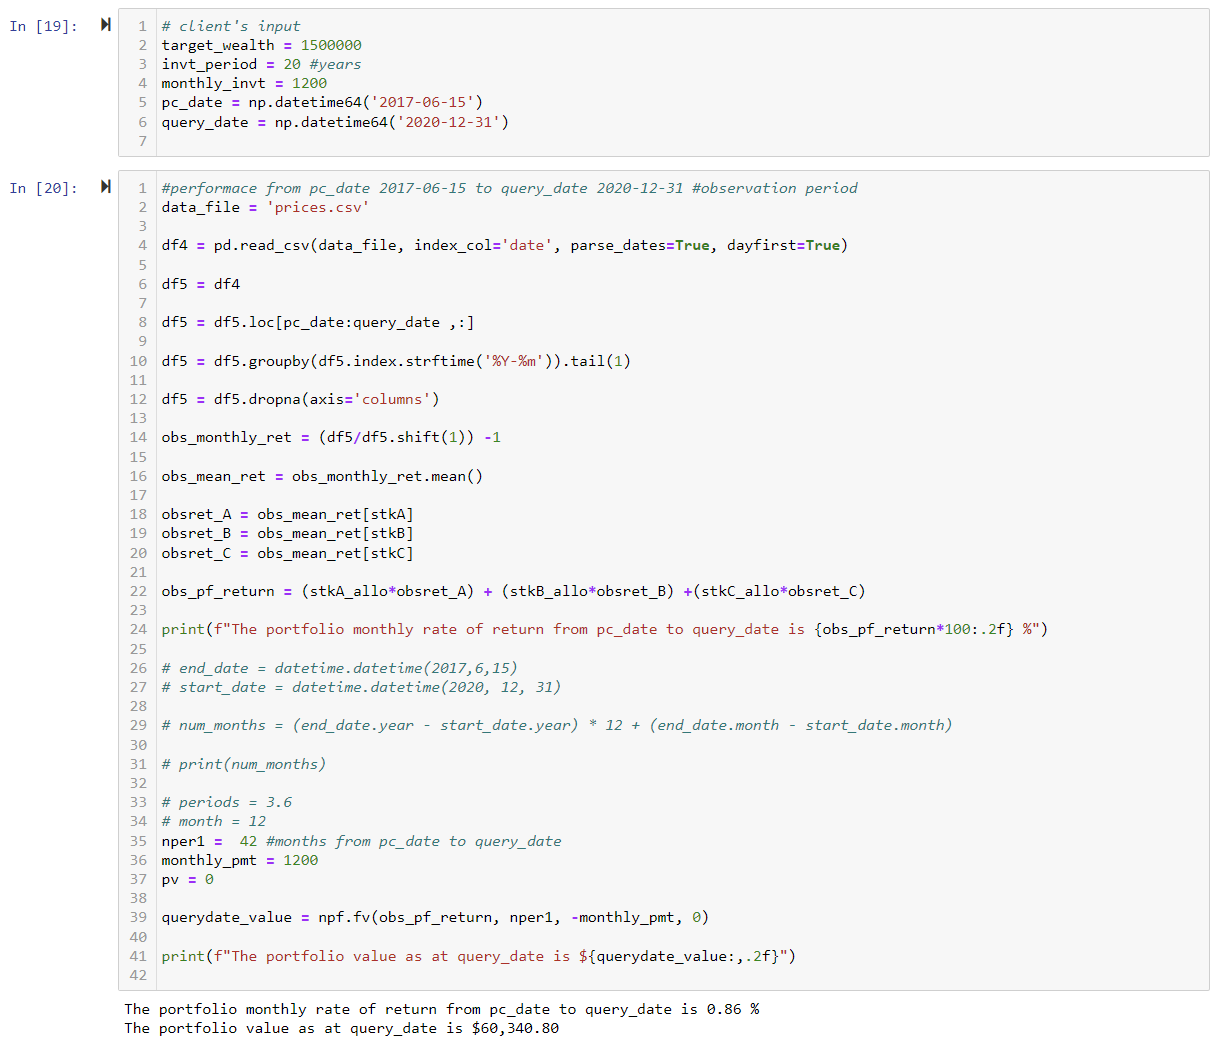 In [19]:
1 # client's input
2 target_wealth = 1500000
3 invt_period = 20 #years
4 monthly_invt = 1200
5 pc_date = np.datetime64('2017-06-15')
6 query_date = np.datetime64('2020-12-31')
7
In [20]:
1 #performace from pc_date 2017-06-15 to query_date 2020-12-31 #observation period
2 data_file = 'prices.csv'
3
4 df4 = pd.read_csv(data_file, index_col='date', parse_dates=True, dayfirst=True)
5
6 df5 = df4
7
8 df5 = df5.loc[pc_date:query_date ,:]
9
10 df5 = df5.groupby(df5.index.strftime('%Y-%m')).tail(1)
11
12 df5 = df5.dropna(axis='columns')
13
14 obs_monthly_ret = (df5/df5.shift(1)) -1
15
16 obs_mean_ret = obs_monthly_ret.mean()
17
18 obsret_A = obs_mean_ret[stkA]
19 obsret_B = obs_mean_ret[stkB]
20 obsret_C = obs_mean_ret[stkC]
21
22 obs_pf_return = (stkA_allo*obsret_A) + (stkB_allo*obsret_B) +(stkC_allo*obsret_C)
23
24 print(f"The portfolio monthly rate of return from pc_date to query_date is {obs_pf_return*100:.2f} %")
25
26 # end_date = datetime.datetime(2017,6,15)
27 # start_date = datetime.datetime(2020, 12, 31)
28
29 # num_months = (end_date.year - start_date.year) * 12 + (end_date.month - start_date.month)
30
31 # print(num_months)
32
33 # periods = 3.6
34 # month = 12
35 nper1 =  42 #months from pc_date to query_date
36 monthly_pmt = 1200
37 pv = 0
38
39 querydate_value = npf.fv(obs_pf_return, nper1, -monthly_pmt, 0)
40
41 print(f"The portfolio value as at query_date is ${querydate_value:,.2f}")
42
The portfolio monthly rate of return from pc_date to query_date is 0.86 %
The portfolio value as at query_date is $60,340.80